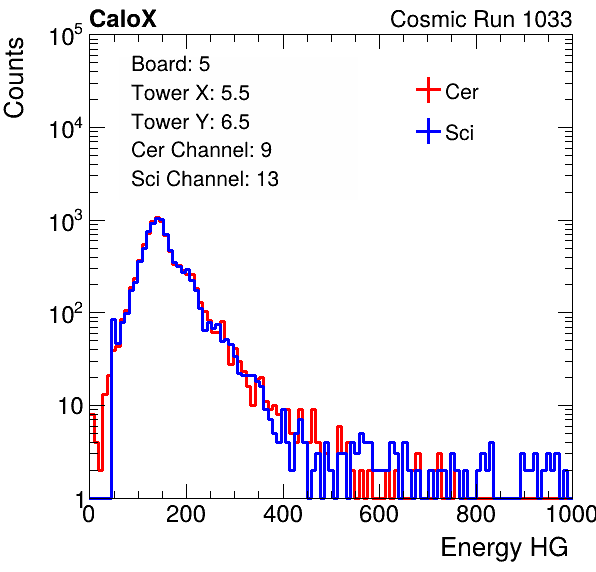 CaloX Cosmic Run 1033
Counts
10^5
10^4
10^3
10^2
10
1
Board: 5
Tower X: 5.5
Tower Y: 6.5
Cer Channel: 9
Sci Channel: 13
Cer
Sci
0 200 400 600 800 1000
Energy HG